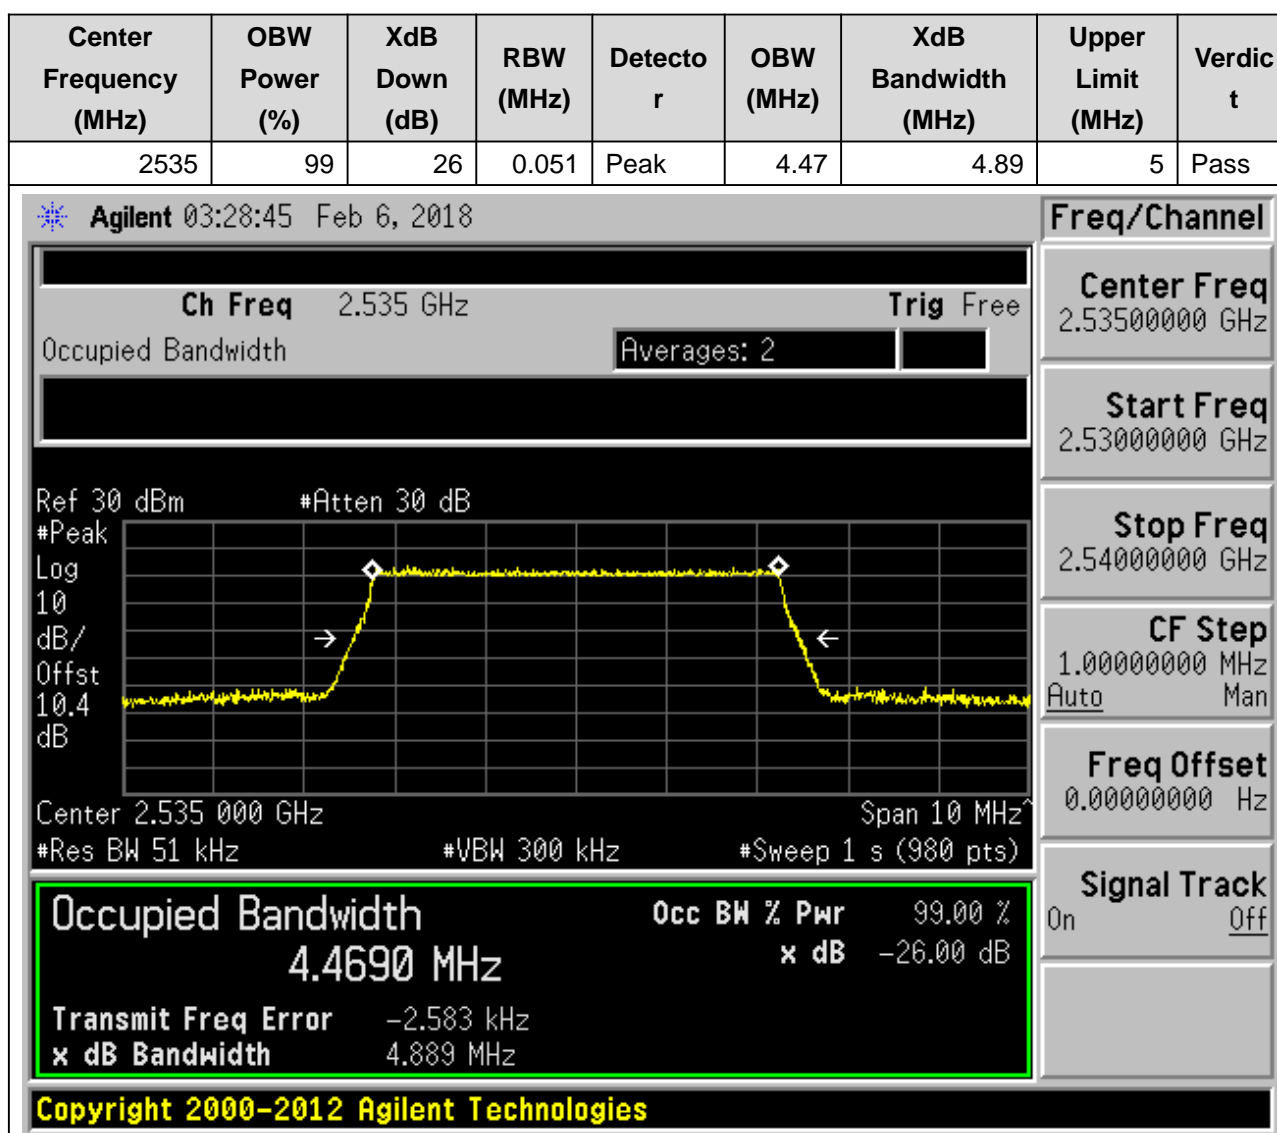 Center Frequency (MHz) OBW Power (%) XdB Down (dB) RBW (MHz) Detecto r OBW (MHz) XdB Bandwidth (MHz) Upper Limit (MHz) Verdic t
2535 99 26 0.051 Peak 4.47 4.89 5 Pass
Agilent 03:28:45 Feb 6, 2018
Freq/Channel
Ch Freq 2.535 GHz Trig Free
Occupied Bandwidth Averages: 2
Center Freq
2.53500000 GHz
Start Freq
2.53000000 GHz
Stop Freq
2.54000000 GHz
CF Step
1.00000000 MHz
Auto Man
Freq Offset
0.00000000 Hz
Signal Track
On Off
Ref 30 dBm #Atten 30 dB
#Peak
Log
10
dB/
Offst
10.4
dB
Center 2.535 000 GHz Span 10 MHz^
#Res BW 51 kHz #VBW 300 kHz #Sweep 1 s (980 pts)
Occupied Bandwidth Occ BW % Pwr 99.00 %
4.4690 MHz x dB -26.00 dB
Transmit Freq Error -2.583 kHz
x dB Bandwidth 4.889 MHz
Copyright 2000-2012 Agilent Technologies